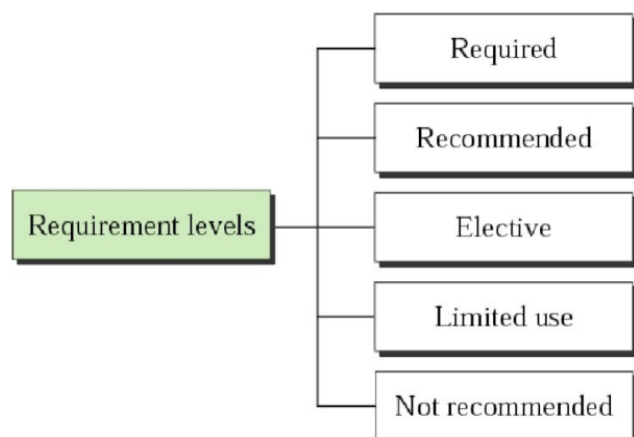 Required
Recommended
Requirement levels
Elective
Limited use
Not recommended